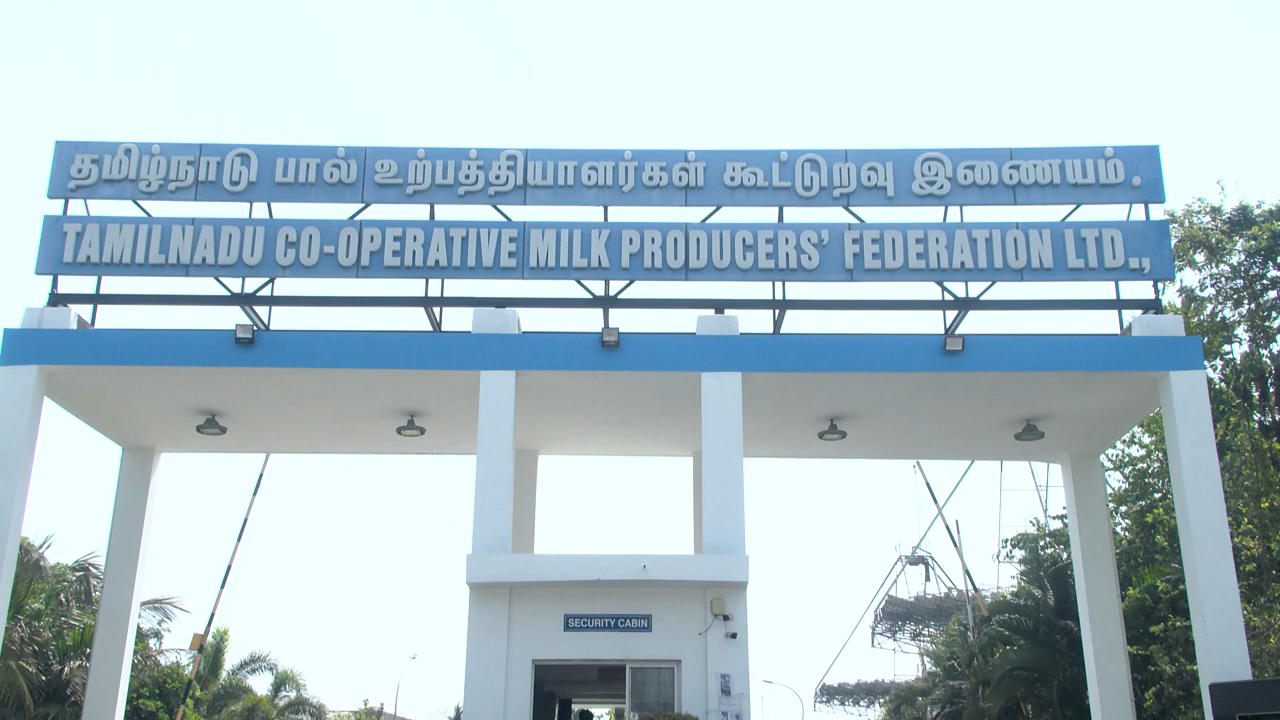 தமிழ்நாடு பால் உற்பத்தியாளர்கள் கூட்டுறவு இணையம்.
TAMILNADU CO-OPERATIVE MILK PRODUCERS' FEDERATION LTD.,
SECURITY CABIN